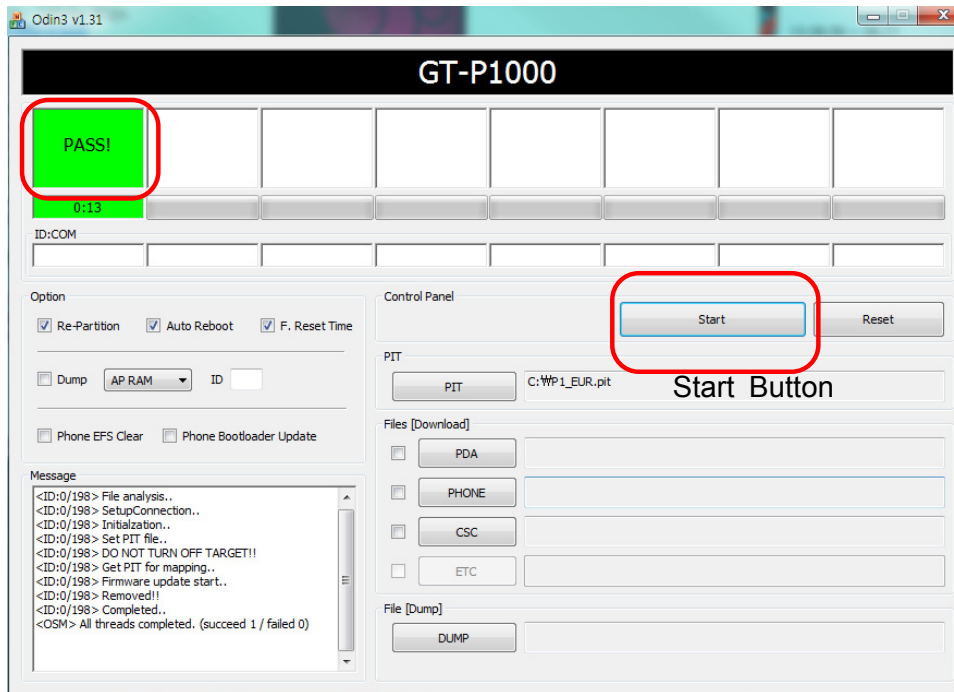 Odin3 v1.31
GT-P1000
PASS!
0:13
ID:COM
Option
Re-Partition Auto Reboot F. Reset Time
Dump AP RAM ID
Phone EFS Clear Phone Bootloader Update
Message
<ID:0/198> File analysis..
<ID:0/198> SetupConnection..
<ID:0/198> Initialzation..
<ID:0/198> Set PIT file..
<ID:0/198> DO NOT TURN OFF TARGET!!
<ID:0/198> Get PIT for mapping..
<ID:0/198> Firmware update start..
<ID:0/198> Removed!!
<ID:0/198> Completed..
<OSM> All threads completed. (succeed 1 / failed 0)
Control Panel
Start Reset
PIT
PIT C:₩P1_EUR.pit
Start Button
Files [Download]
PDA
PHONE
CSC
ETC
File [Dump]
DUMP